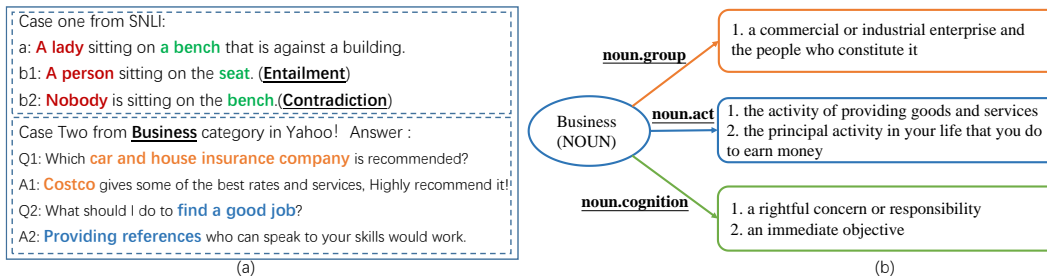 Case one from SNLI:
a: A lady sitting on a bench that is against a building.
b1: A person sitting on the seat. (Entailment)
b2: Nobody is sitting on the bench.(Contradiction)
Case Two from Business category in Yahoo! Answer :
Q1: Which car and house insurance company is recommended?
A1: Costco gives some of the best rates and services, Highly recommend it!
Q2: What should I do to find a good job?
A2: Providing references who can speak to your skills would work.
(a)
Business
(NOUN)
noun.group
1. a commercial or industrial enterprise and
the people who constitute it
noun.act
1. the activity of providing goods and services
2. the principal activity in your life that you do
to earn money
noun.cognition
1. a rightful concern or responsibility
2. an immediate objective
(b)